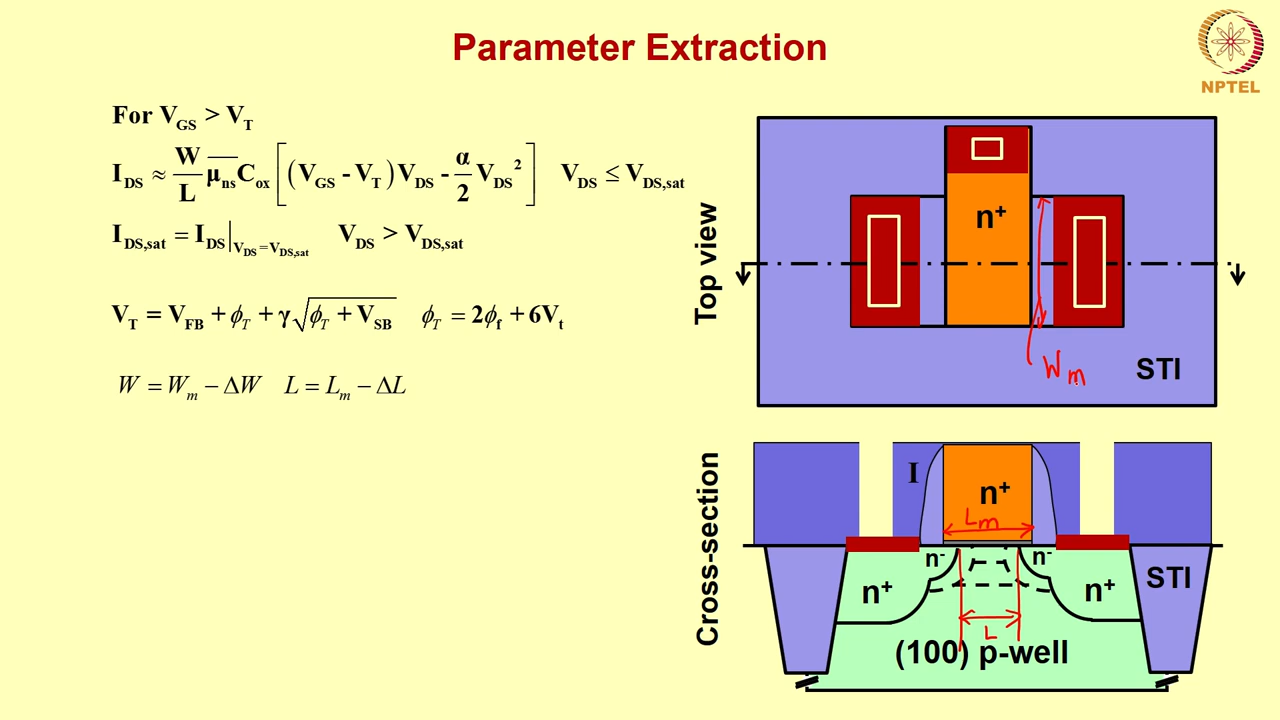 Parameter Extraction
NPTEL
For V_GS > V_T
I_DS ≈ W/L μ̅_ns C_ox [(V_GS - V_T) V_DS - α/2 V_DS²] V_DS ≤ V_DS,sat
I_DS,sat = I_DS|_V_DS=V_DS,sat V_DS > V_DS,sat
V_T = V_FB + ϕ_T + γ√(ϕ_T + V_SB) ϕ_T = 2ϕ_f + 6V_t
W = W_m − ΔW L = L_m − ΔL
Top view
n⁺
W_m
STI
Cross-section
I
n⁺
L_m
n⁻
n⁻
n⁺
n⁺
STI
L
(100) p-well